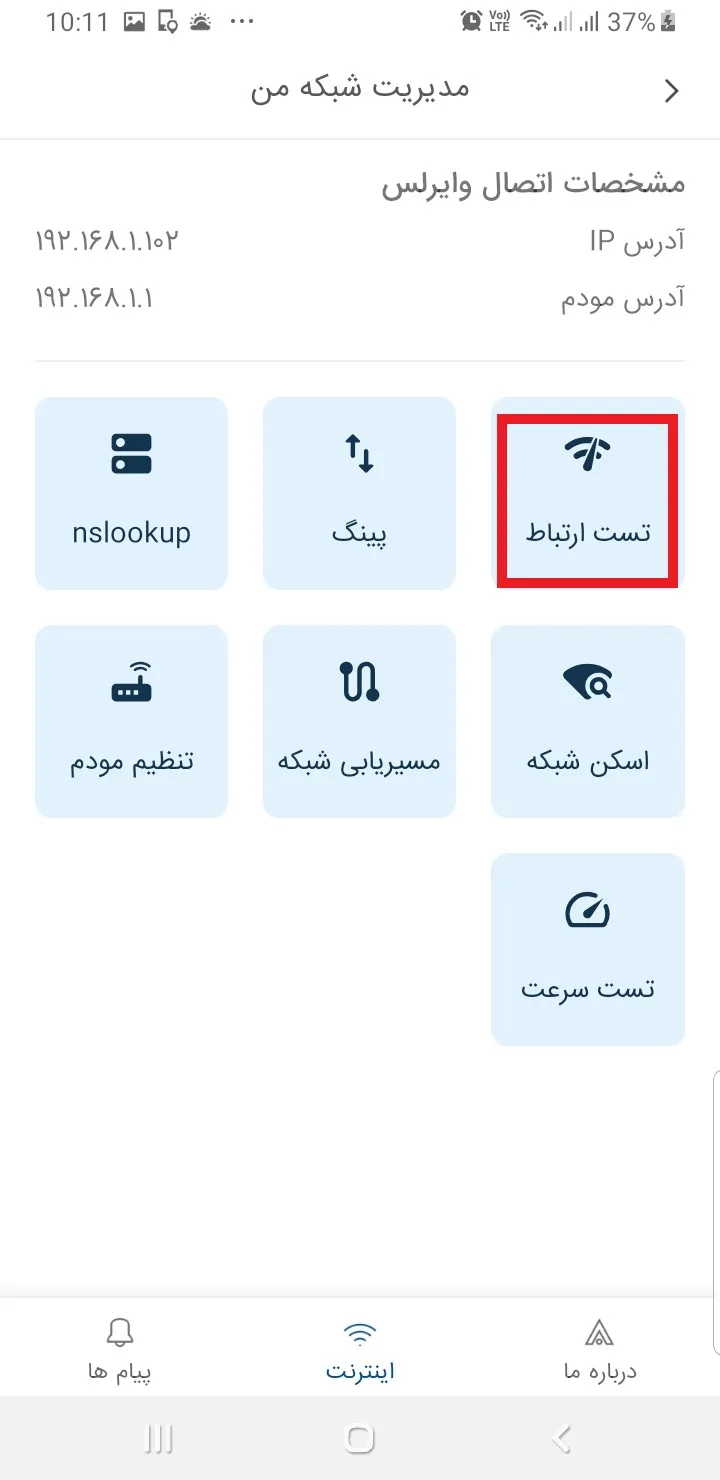 10:11
Vo))
LTE
37%
مدیریت شبکه من
مشخصات اتصال وایرلس
آدرس IP
۱۹۲.۱۶۸.۱.۱۰۲
آدرس مودم
۱۹۲.۱۶۸.۱.۱
تست ارتباط
پینگ
nslookup
اسکن شبکه
مسیریابی شبکه
تنظیم مودم
تست سرعت
درباره ما
اینترنت
پیام ها